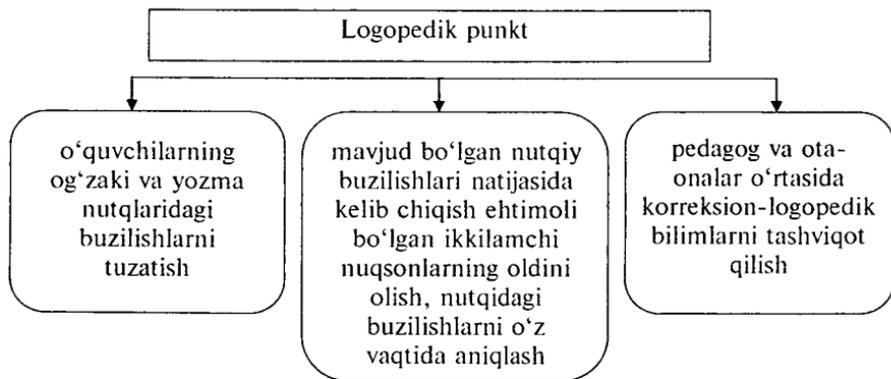 Logopedik punkt
o‘quvchilarning
og‘zaki va yozma
nutqlaridagi
buzilishlarni
tuzatish
mavjud bo‘lgan nutqiy
buzilishlari natijasida
kelib chiqish ehtimoli
bo‘lgan ikkilamchi
nuqsonlarning oldini
olish, nutqidagi
buzilishlarni o‘z
vaqtida aniqlash
pedagog va ota-
onalar o‘rtasida
korreksion-logopedik
bilimlarni tashviqot
qilish